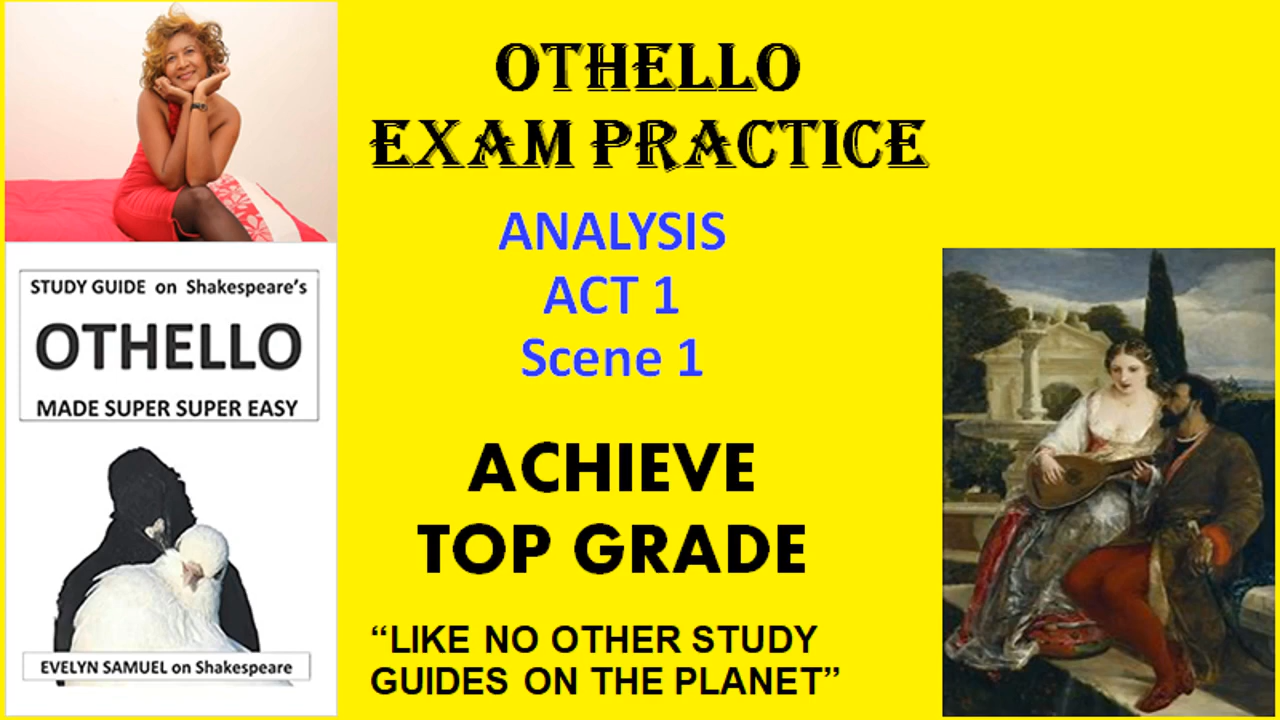 OTHELLO
EXAM PRACTICE
ANALYSIS
ACT 1
Scene 1
ACHIEVE
TOP GRADE
“LIKE NO OTHER STUDY
GUIDES ON THE PLANET”
STUDY GUIDE on Shakespeare’s
OTHELLO
MADE SUPER SUPER EASY
EVELYN SAMUEL on Shakespeare